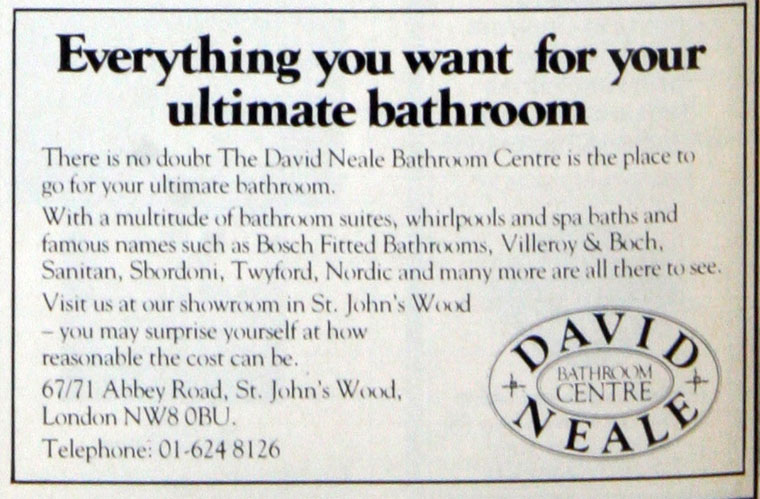 Everything you want for your
ultimate bathroom
There is no doubt The David Neale Bathroom Centre is the place to
go for your ultimate bathroom.
With a multitude of bathroom suites, whirlpools and spa baths and
famous names such as Bosch Fitted Bathrooms, Villeroy & Boch,
Sanitan, Sbordoni, Twyford, Nordic and many more are all there to see.
Visit us at our showroom in St. John's Wood
– you may surprise yourself at how
reasonable the cost can be.
67/71 Abbey Road, St. John's Wood,
London NW8 0BU.
Telephone: 01-624 8126
DAVID
BATHROOM
CENTRE
NEALE